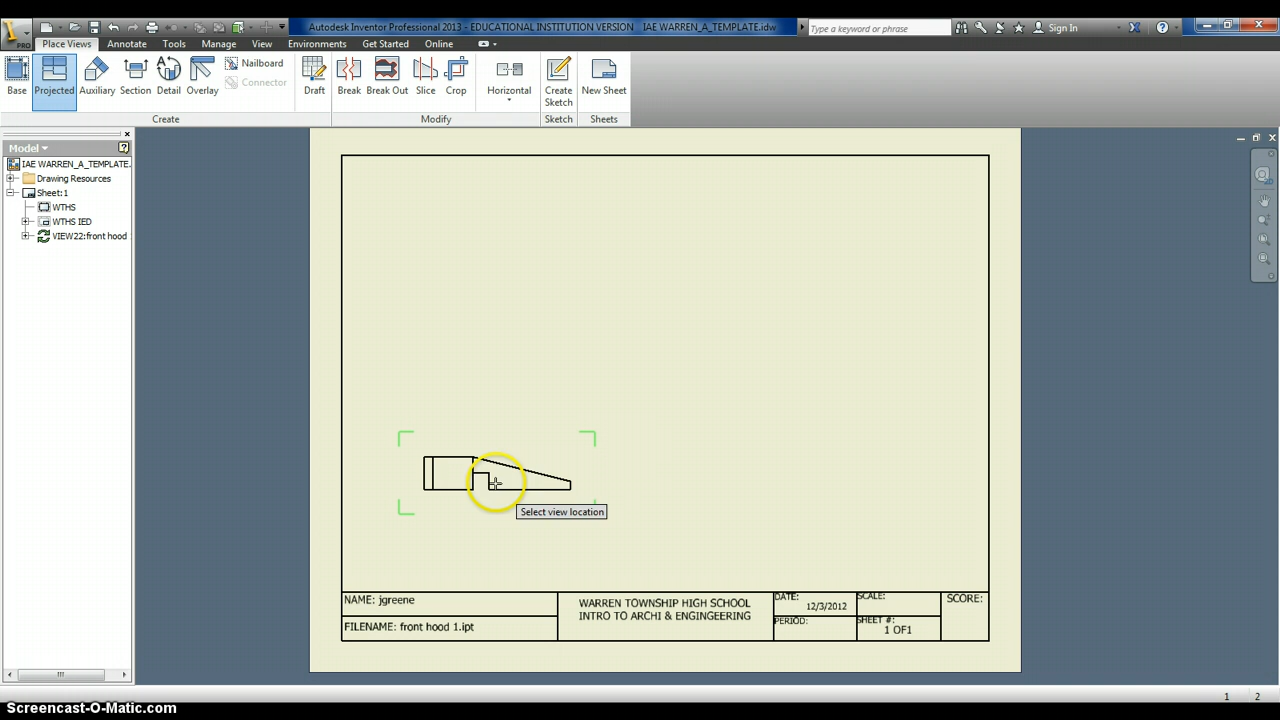 Autodesk Inventor Professional 2013 - EDUCATIONAL INSTITUTION VERSION IAE WARREN_A_TEMPLATE.idw
Type a keyword or phrase
Sign In
PRO
Place Views Annotate Tools Manage View Environments Get Started Online
Base Projected Auxiliary Section Detail Overlay
Nailboard
Connector
Draft
Break Break Out Slice Crop
Horizontal
Create
Sketch
New Sheet
Create Modify Sketch Sheets
Model
IAE WARREN_A_TEMPLATE.
Drawing Resources
Sheet:1
WTHS
WTHS IED
VIEW22:front hood
Select view location
NAME: jgreene
FILENAME: front hood 1.ipt
WARREN TOWNSHIP HIGH SCHOOL
INTRO TO ARCHI & ENGINGEERING
DATE:
12/3/2012
PERIOD:
SCALE:
SHEET #:
1 OF1
SCORE:
1 2
Screencast-O-Matic.com